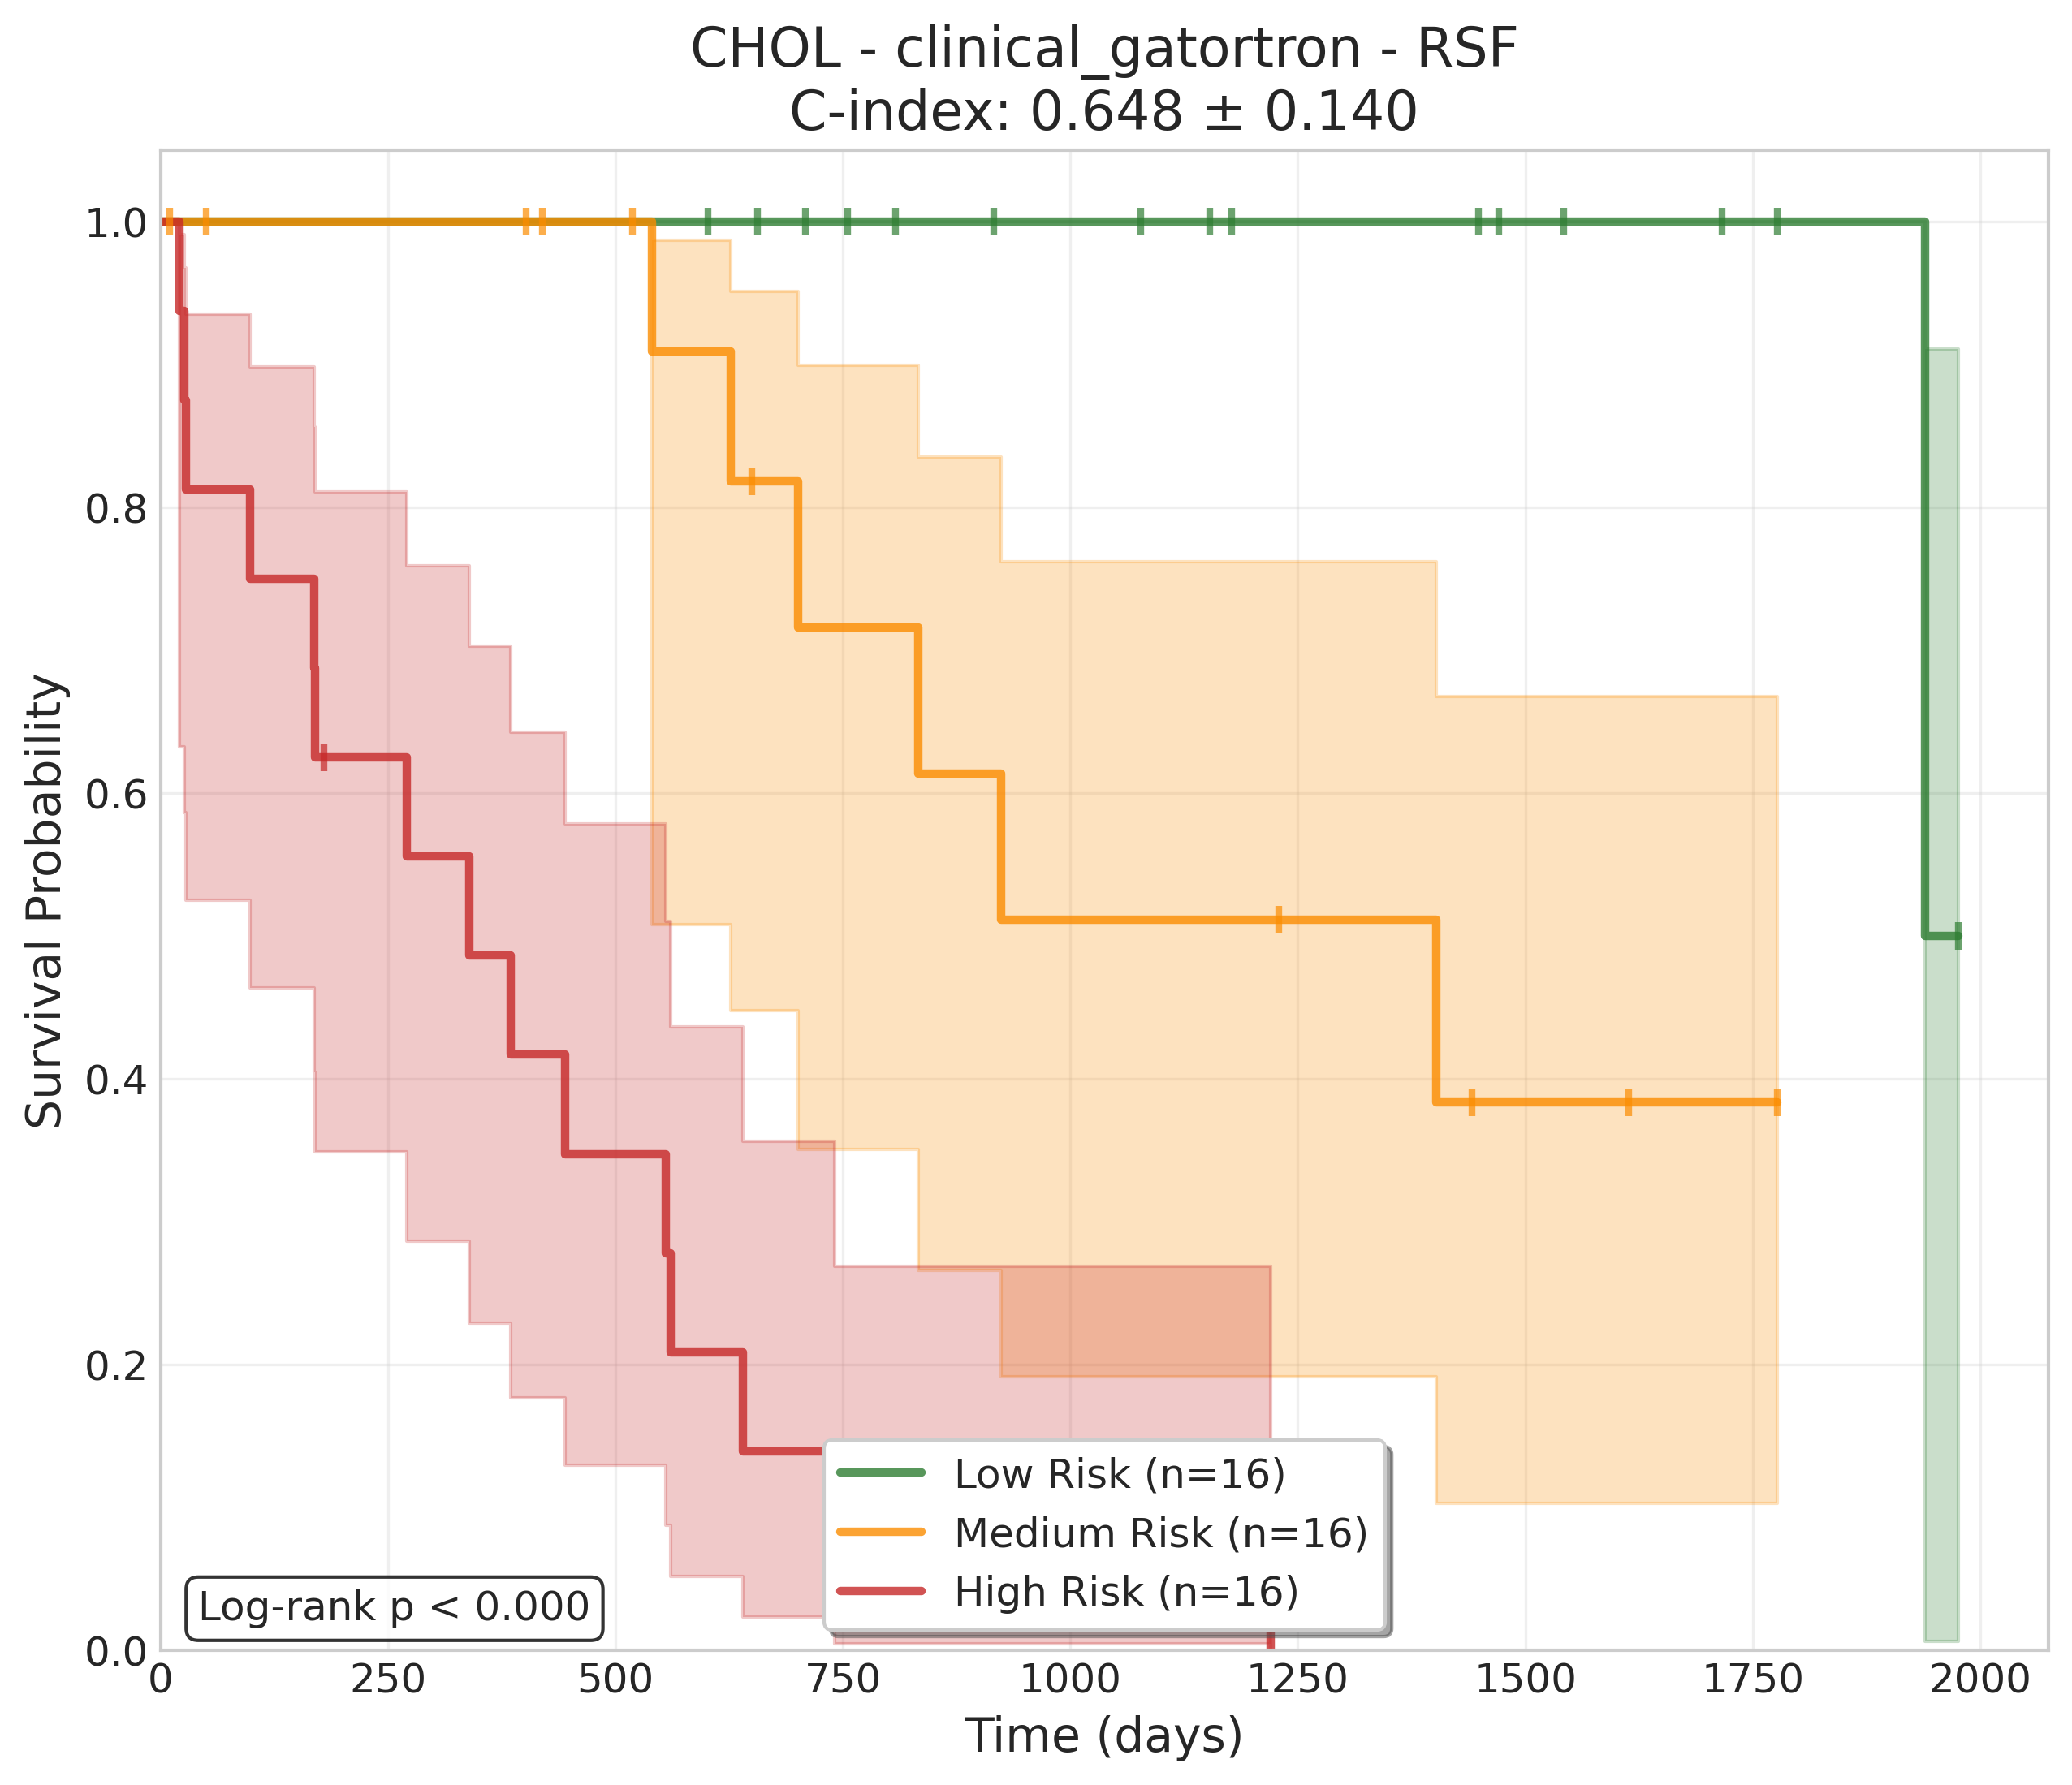 CHOL - clinical_gatortron - RSF
C-index: 0.648 ± 0.140
Survival Probability
1.0
0.8
0.6
0.4
0.2
0.0
Log-rank p < 0.000
Low Risk (n=16)
Medium Risk (n=16)
High Risk (n=16)
0 250 500 750 1000 1250 1500 1750 2000
Time (days)